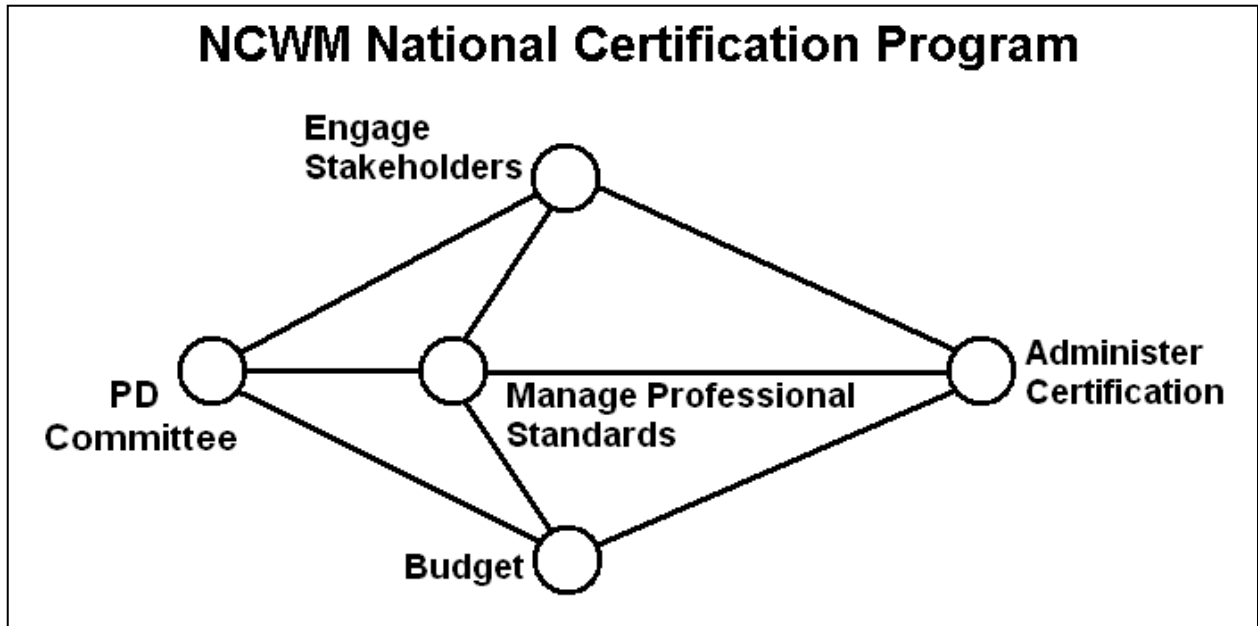 NCWM National Certification Program
Engage
Stakeholders
Administer
Certification
PD
Committee
Manage Professional
Standards
Budget